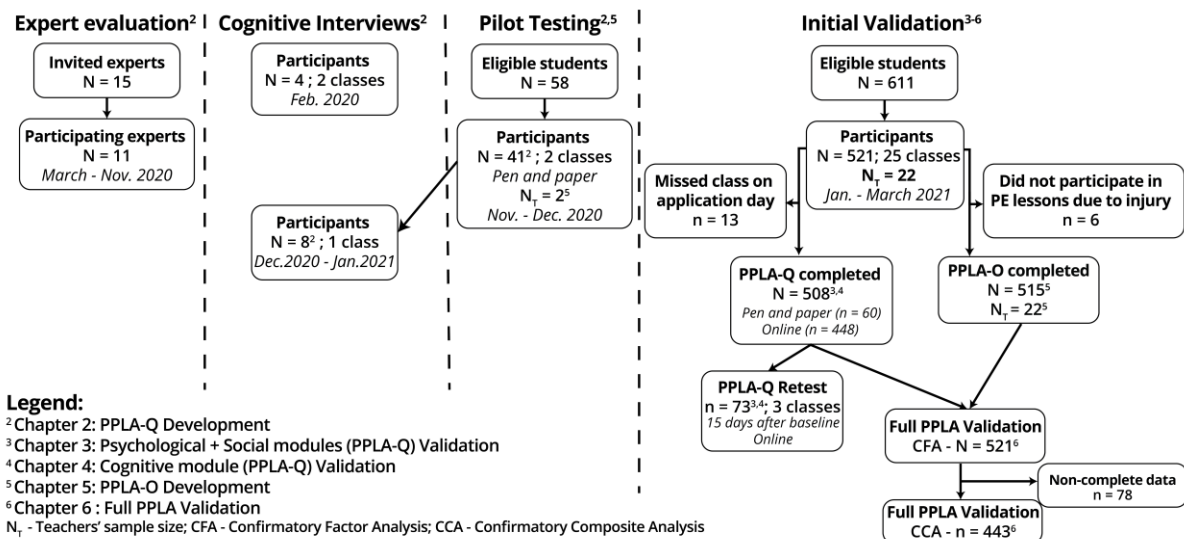 Expert evaluation²
Invited experts
N = 15
Participating experts
N = 11
March - Nov. 2020
Cognitive Interviews²
Participants
N = 4 ; 2 classes
Feb. 2020
Participants
N = 8² ; 1 class
Dec.2020 - Jan.2021
Pilot Testing²,⁵
Eligible students
N = 58
Participants
N = 41² ; 2 classes
Pen and paper
N_T = 2⁵
Nov. - Dec. 2020
Initial Validation³-⁶
Eligible students
N = 611
Participants
N = 521; 25 classes
N_T = 22
Jan. - March 2021
Missed class on
application day
n = 13
Did not participate in
PE lessons due to injury
n = 6
PPLA-Q completed
N = 508³,⁴
Pen and paper (n = 60)
Online (n = 448)
PPLA-O completed
N = 515⁵
N_T = 22⁵
PPLA-Q Retest
n = 73³,⁴; 3 classes
15 days after baseline
Online
Full PPLA Validation
CFA - N = 521⁶
Non-complete data
n = 78
Full PPLA Validation
CCA - n = 443⁶
Legend:
² Chapter 2: PPLA-Q Development
³ Chapter 3: Psychological + Social modules (PPLA-Q) Validation
⁴ Chapter 4: Cognitive module (PPLA-Q) Validation
⁵ Chapter 5: PPLA-O Development
⁶ Chapter 6 : Full PPLA Validation
N_T - Teachers' sample size; CFA - Confirmatory Factor Analysis; CCA - Confirmatory Composite Analysis